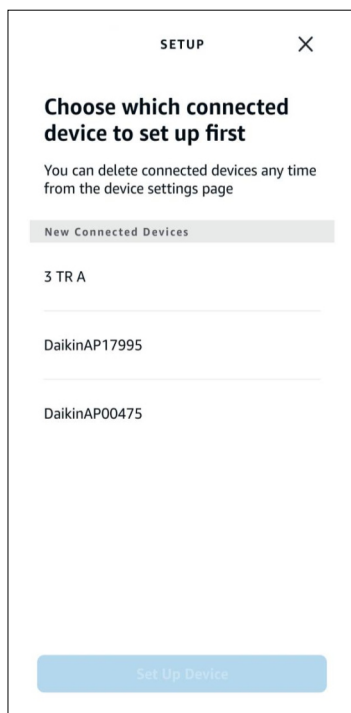 SETUP
Choose which connected
device to set up first
You can delete connected devices any time
from the device settings page
New Connected Devices
3 TR A
DaikinAP17995
DaikinAP00475
Set Up Device